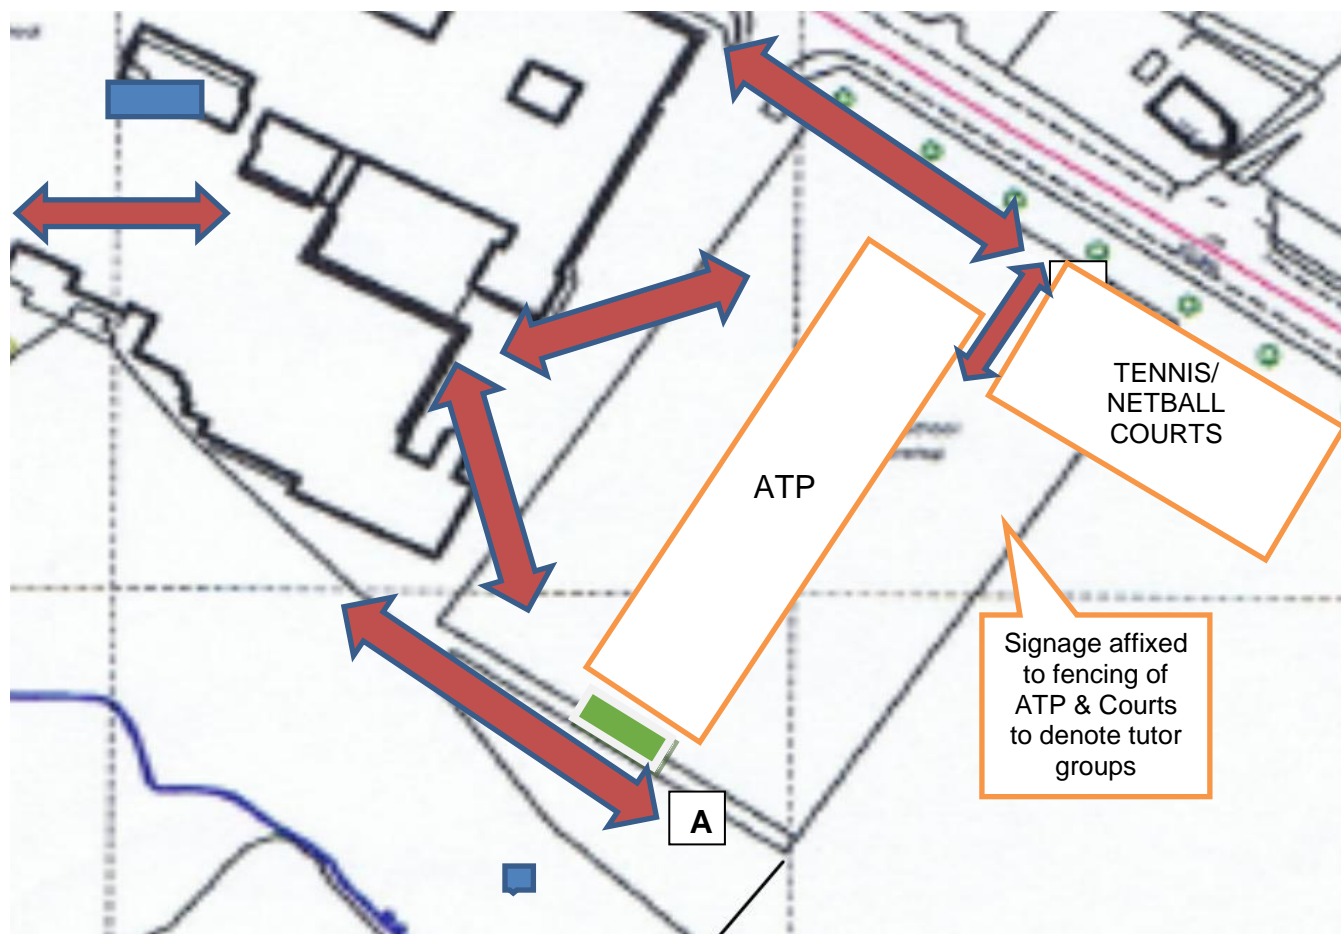 TENNIS/
NETBALL
COURTS
ATP
Signage affixed
to fencing of
ATP & Courts
to denote tutor
groups
A